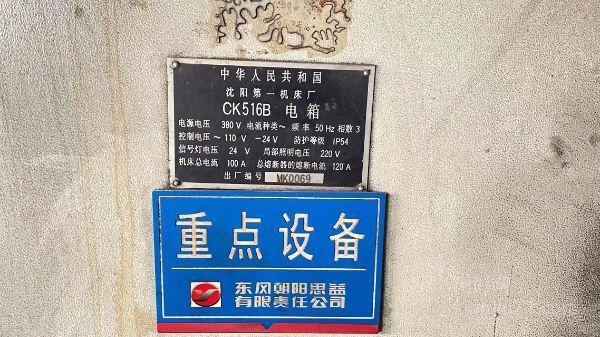 中华人民共和国
沈阳第一机床厂
CK516B 电箱
电源电压 380 V 电流种类～ 频率 50 Hz 相数 3
控制电压～ 110 V －24 V 防护等级 IP54
信号灯电压 24 V 局部照明电压 220 V
机床总电流 100 A 总熔断器的熔断电流 120 A
出厂编号 MK0069
重点设备
东风朝阳思益
有限责任公司